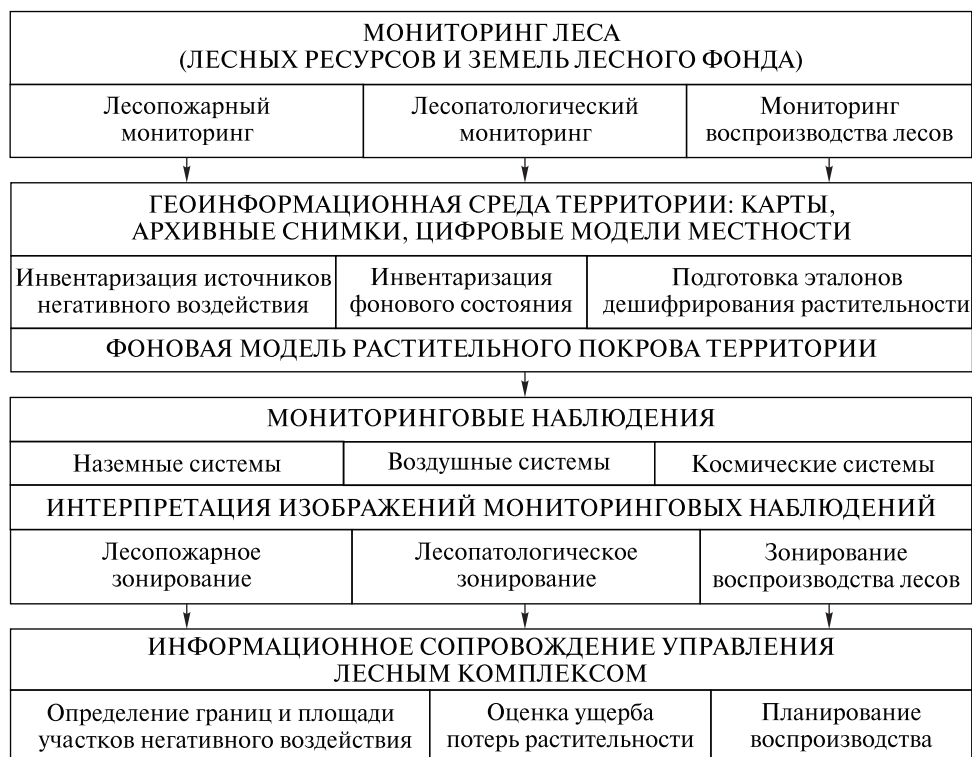 МОНИТОРИНГ ЛЕСА
(ЛЕСНЫХ РЕСУРСОВ И ЗЕМЕЛЬ ЛЕСНОГО ФОНДА)
Лесопожарный
мониторинг
Лесопатологический
мониторинг
Мониторинг
воспроизводства лесов
ГЕОИНФОРМАЦИОННАЯ СРЕДА ТЕРРИТОРИИ: КАРТЫ,
АРХИВНЫЕ СНИМКИ, ЦИФРОВЫЕ МОДЕЛИ МЕСТНОСТИ
Инвентаризация источников
негативного воздействия
Инвентаризация
фонового состояния
Подготовка эталонов
дешифрирования растительности
ФОНОВАЯ МОДЕЛЬ РАСТИТЕЛЬНОГО ПОКРОВА ТЕРРИТОРИИ
МОНИТОРИНГОВЫЕ НАБЛЮДЕНИЯ
Наземные системы
Воздушные системы
Космические системы
ИНТЕРПРЕТАЦИЯ ИЗОБРАЖЕНИЙ МОНИТОРИНГОВЫХ НАБЛЮДЕНИЙ
Лесопожарное
зонирование
Лесопатологическое
зонирование
Зонирование
воспроизводства лесов
ИНФОРМАЦИОННОЕ СОПРОВОЖДЕНИЕ УПРАВЛЕНИЯ
ЛЕСНЫМ КОМПЛЕКСОМ
Определение границ и площади
участков негативного воздействия
Оценка ущерба
потерь растительности
Планирование
воспроизводства